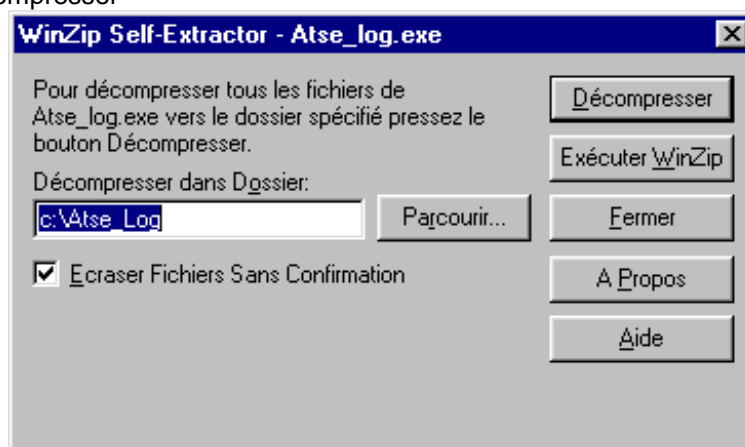 WinZip Self-Extractor - Atse_log.exe
Pour décompresser tous les fichiers de
Atse_log.exe vers le dossier spécifié pressez le
bouton Décompresser.
Décompresser dans Dossier:
c:\Atse_Log
Parcourir...
Ecraser Fichiers Sans Confirmation
Décompresser
Exécuter WinZip
Fermer
A Propos
Aide